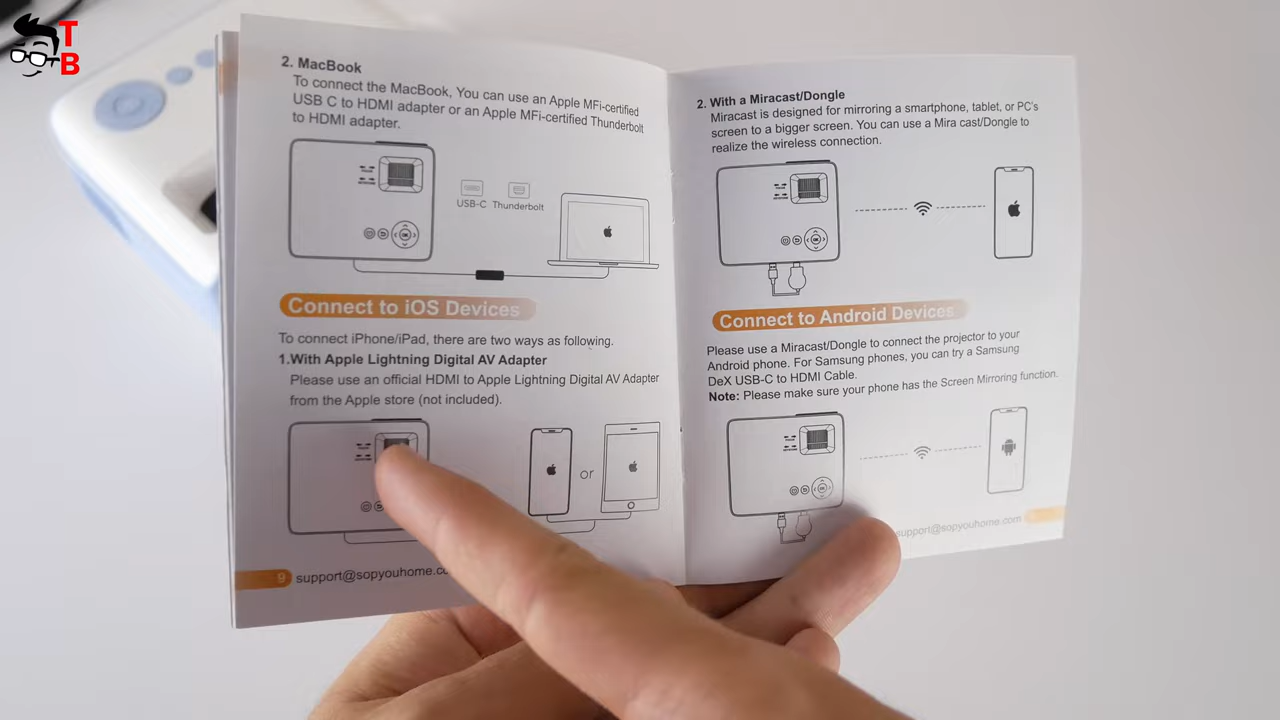 TB
2. MacBook
To connect the MacBook, You can use an Apple MFi-certified
USB C to HDMI adapter or an Apple MFi-certified Thunderbolt
to HDMI adapter.
USB-C Thunderbolt
Connect to iOS Devices
To connect iPhone/iPad, there are two ways as following.
1.With Apple Lightning Digital AV Adapter
Please use an official HDMI to Apple Lightning Digital AV Adapter
from the Apple store (not included).
or
9 support@sopyouhome.co
2. With a Miracast/Dongle
Miracast is designed for mirroring a smartphone, tablet, or PC's
screen to a bigger screen. You can use a Mira cast/Dongle to
realize the wireless connection.
OK
Connect to Android Devices
Please use a Miracast/Dongle to connect the projector to your
Android phone. For Samsung phones, you can try a Samsung
DeX USB-C to HDMI Cable.
Note: Please make sure your phone has the Screen Mirroring function.
support@sopyouhome.com